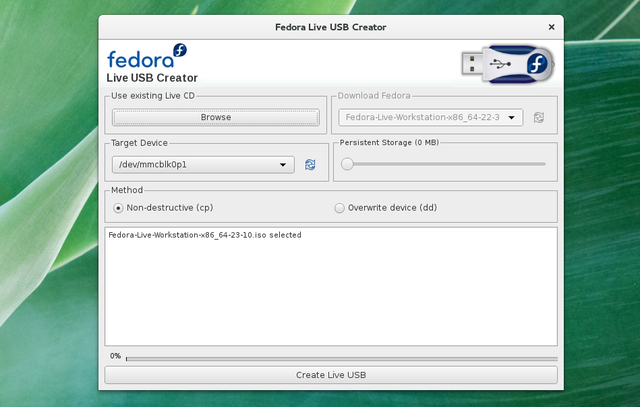 Fedora Live USB Creator
fedora
Live USB Creator
Use existing Live CD
Browse
Download Fedora
Fedora-Live-Workstation-x86_64-22-3
Target Device
/dev/mmcblk0p1
Persistent Storage (0 MB)
Method
Non-destructive (cp)
Overwrite device (dd)
Fedora-Live-Workstation-x86_64-23-10.iso selected
0%
Create Live USB